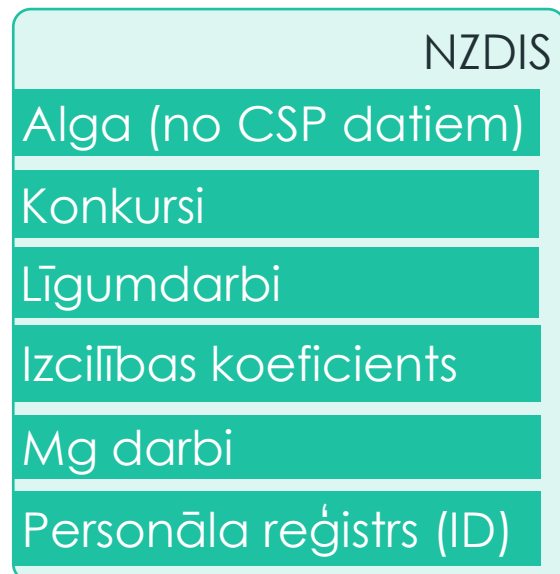 NZDIS
Alga (no CSP datiem)
Konkursi
Līgumdarbi
Izcilības koeficients
Mg darbi
Personāla reģistrs (ID)